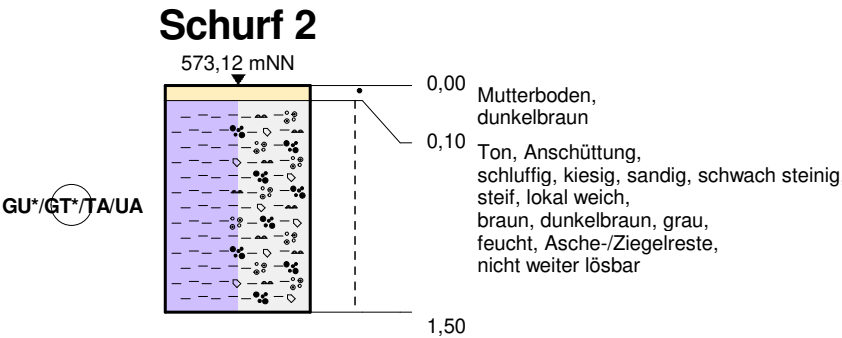 Schurf 2
573,12 mNN
0,00
Mutterboden,
dunkelbraun
0,10
Ton, Anschüttung,
schluffig, kiesig, sandig, schwach steinig
steif, lokal weich,
braun, dunkelbraun, grau,
feucht, Asche-/Ziegelreste,
nicht weiter lösbar
GU*/GT*/TA/UA
1,50